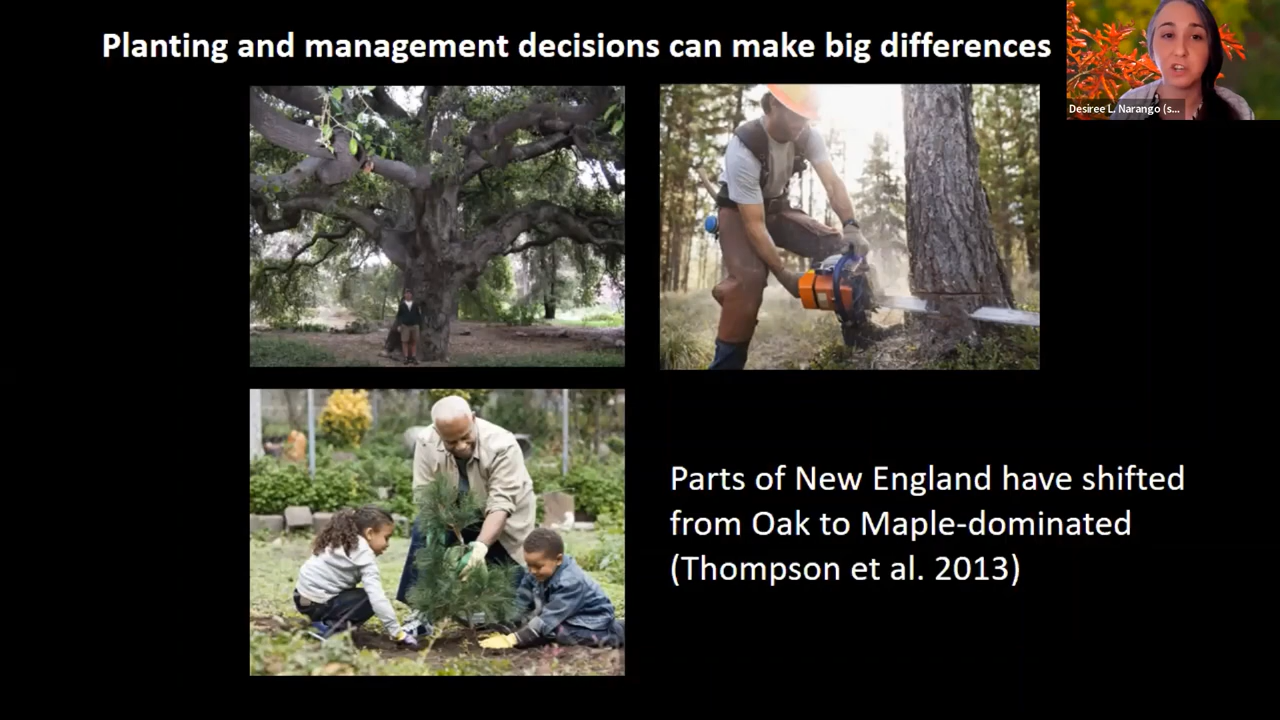 Planting and management decisions can make big differences
Desiree L. Narango (s...
Parts of New England have shifted
from Oak to Maple-dominated
(Thompson et al. 2013)